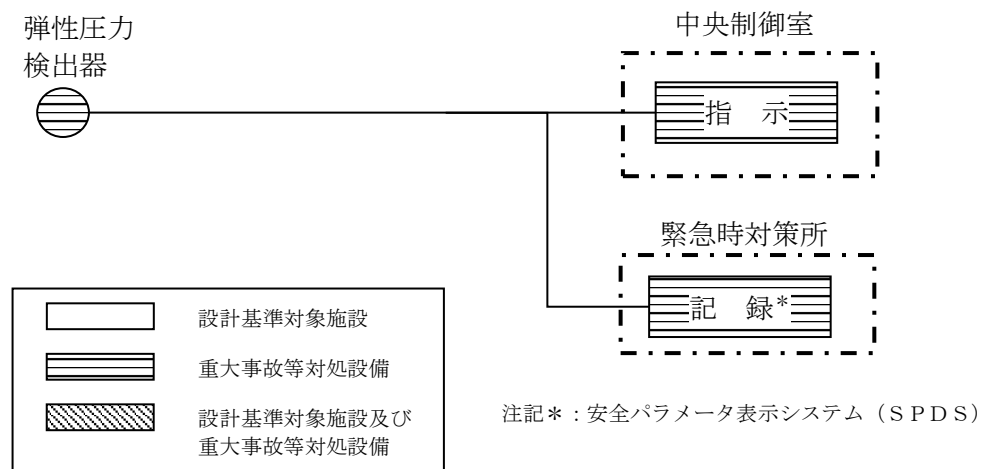 弾性圧力
検出器
中央制御室
指　示
緊急時対策所
記　録*
設計基準対象施設
重大事故等対処設備
設計基準対象施設及び
重大事故等対処設備
注記＊：安全パラメータ表示システム（ＳＰＤＳ）